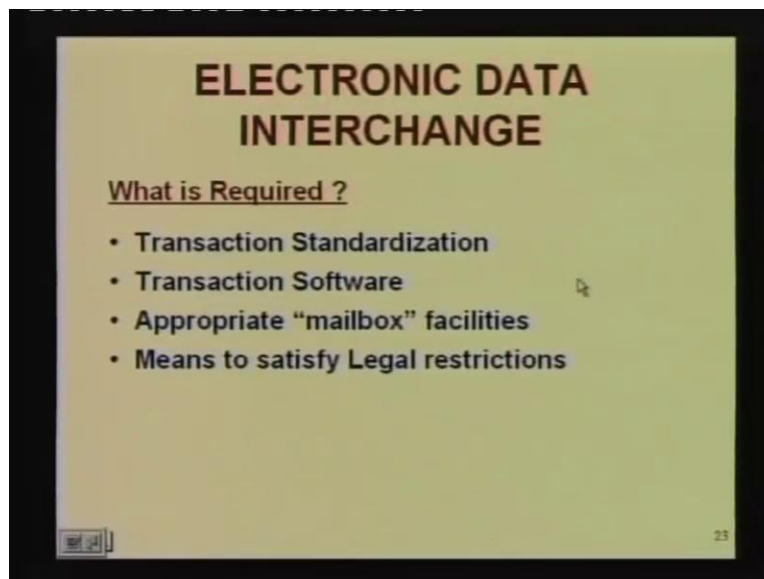 ELECTRONIC DATA
INTERCHANGE
What is Required ?
• Transaction Standardization
• Transaction Software
• Appropriate “mailbox” facilities
• Means to satisfy Legal restrictions
23